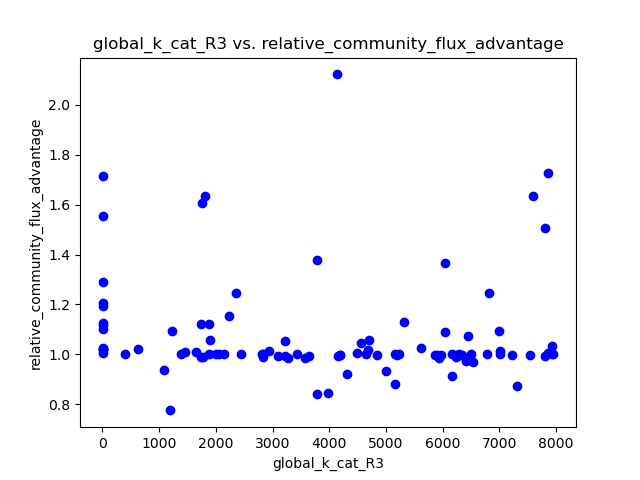 global_k_cat_R3 vs. relative_community_flux_advantage
relative_community_flux_advantage
2.0
1.8
1.6
1.4
1.2
1.0
0.8
0 1000 2000 3000 4000 5000 6000 7000 8000
global_k_cat_R3